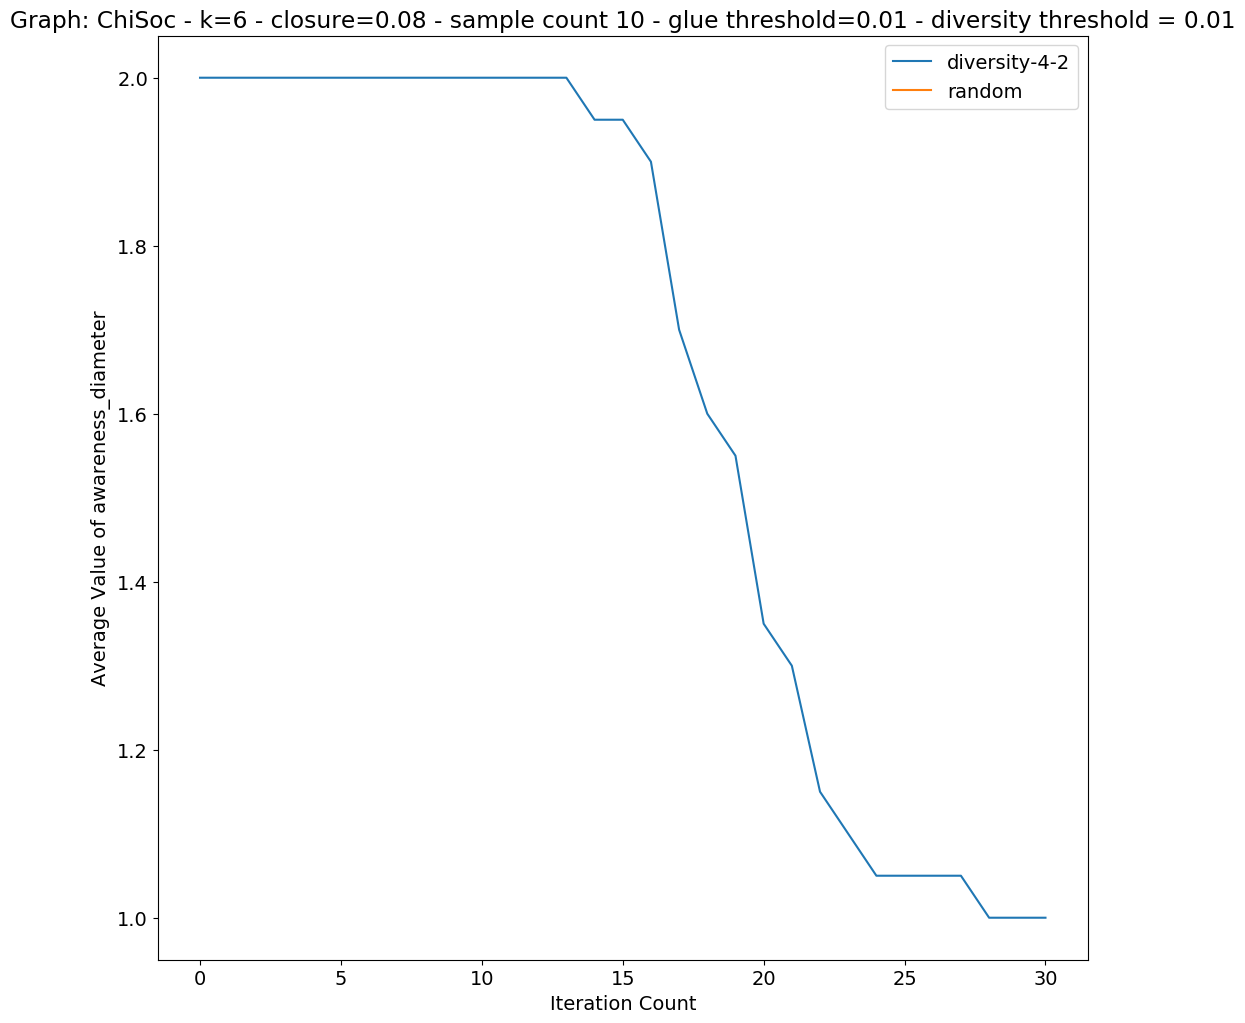 Graph: ChiSoc - k=6 - closure=0.08 - sample count 10 - glue threshold=0.01 - diversity threshold = 0.01
diversity-4-2
random
Average Value of awareness_diameter
2.0
1.8
1.6
1.4
1.2
1.0
0 5 10 15 20 25 30
Iteration Count